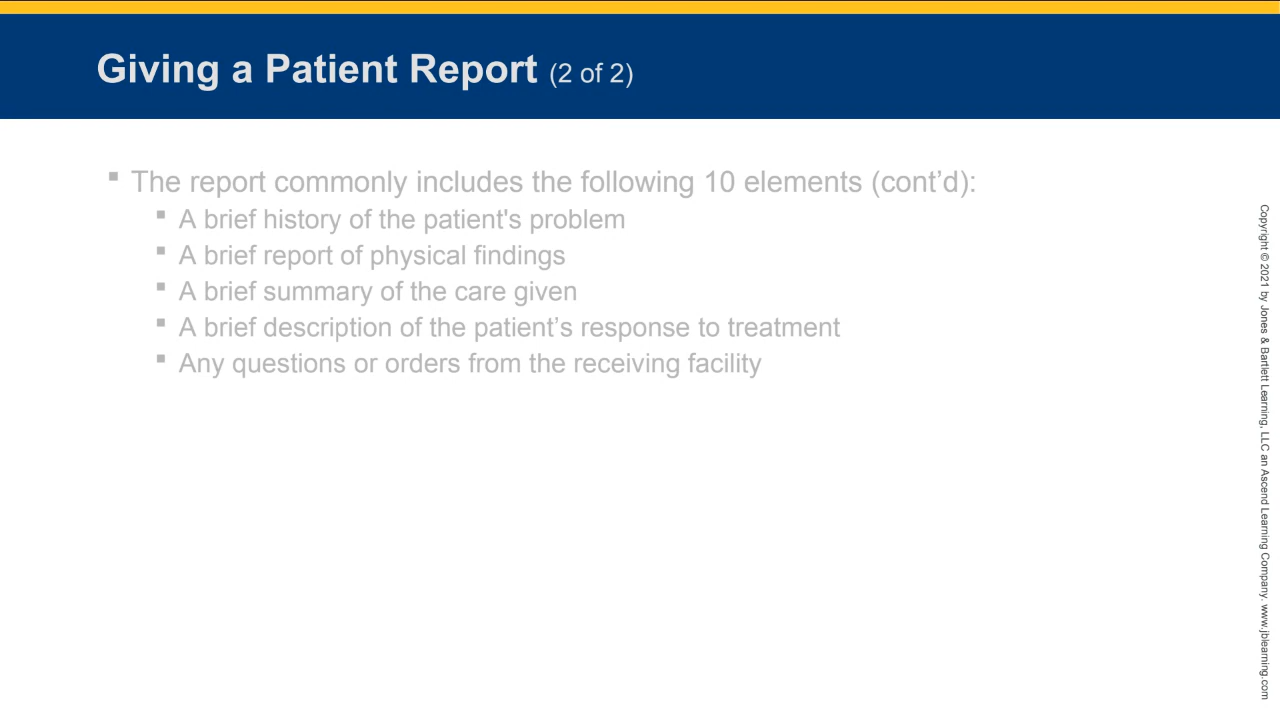 Giving a Patient Report (2 of 2)
▪ The report commonly includes the following 10 elements (cont’d):
▪ A brief history of the patient's problem
▪ A brief report of physical findings
▪ A brief summary of the care given
▪ A brief description of the patient’s response to treatment
▪ Any questions or orders from the receiving facility
Copyright © 2021 by Jones & Bartlett Learning, LLC an Ascend Learning Company. www.jblearning.com